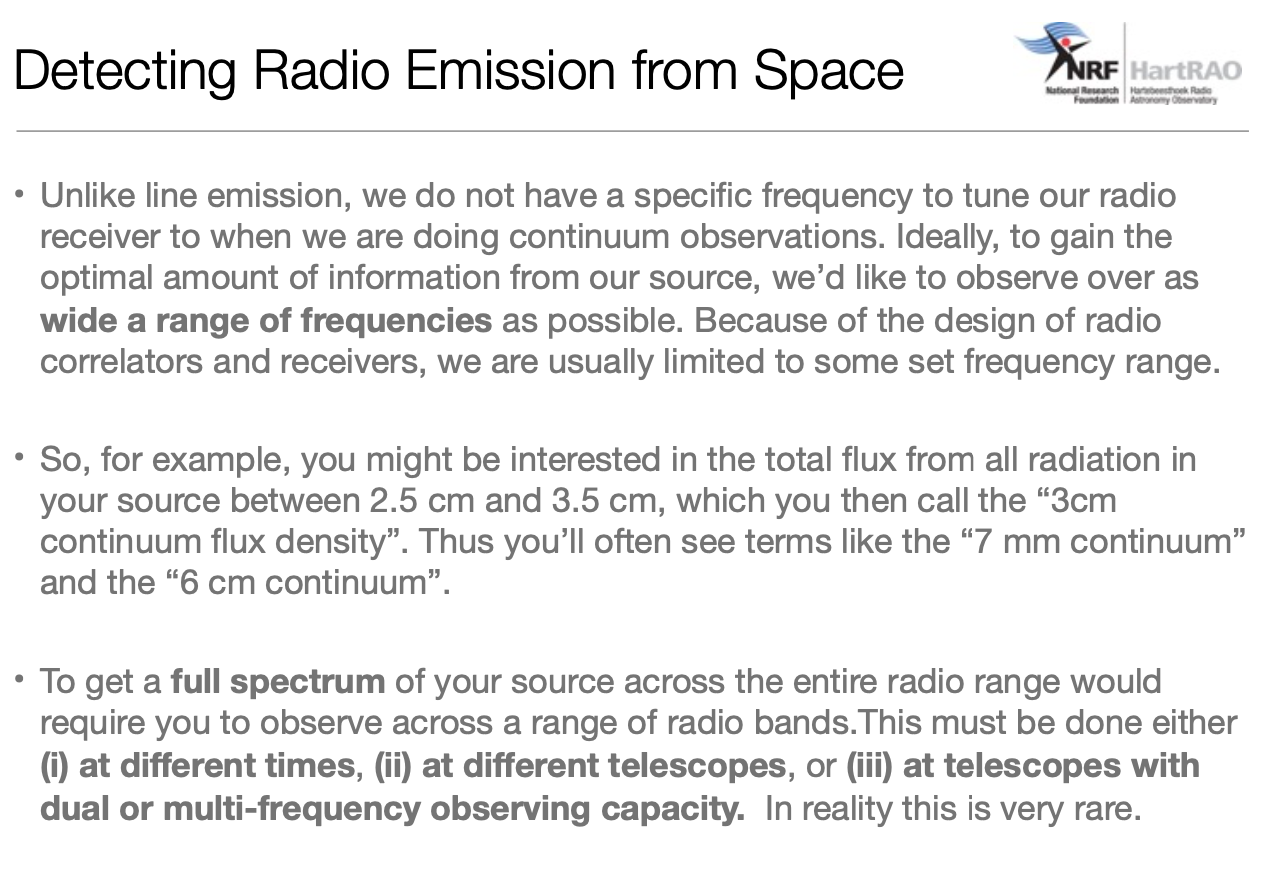 Detecting Radio Emission from Space
NRF
National Research
Foundation
HartRAO
Hartebeesthoek Radio
Astronomy Observatory
• Unlike line emission, we do not have a specific frequency to tune our radio
receiver to when we are doing continuum observations. Ideally, to gain the
optimal amount of information from our source, we’d like to observe over as
wide a range of frequencies as possible. Because of the design of radio
correlators and receivers, we are usually limited to some set frequency range.
• So, for example, you might be interested in the total flux from all radiation in
your source between 2.5 cm and 3.5 cm, which you then call the “3cm
continuum flux density”. Thus you’ll often see terms like the “7 mm continuum”
and the “6 cm continuum”.
• To get a full spectrum of your source across the entire radio range would
require you to observe across a range of radio bands.This must be done either
(i) at different times, (ii) at different telescopes, or (iii) at telescopes with
dual or multi-frequency observing capacity.  In reality this is very rare.